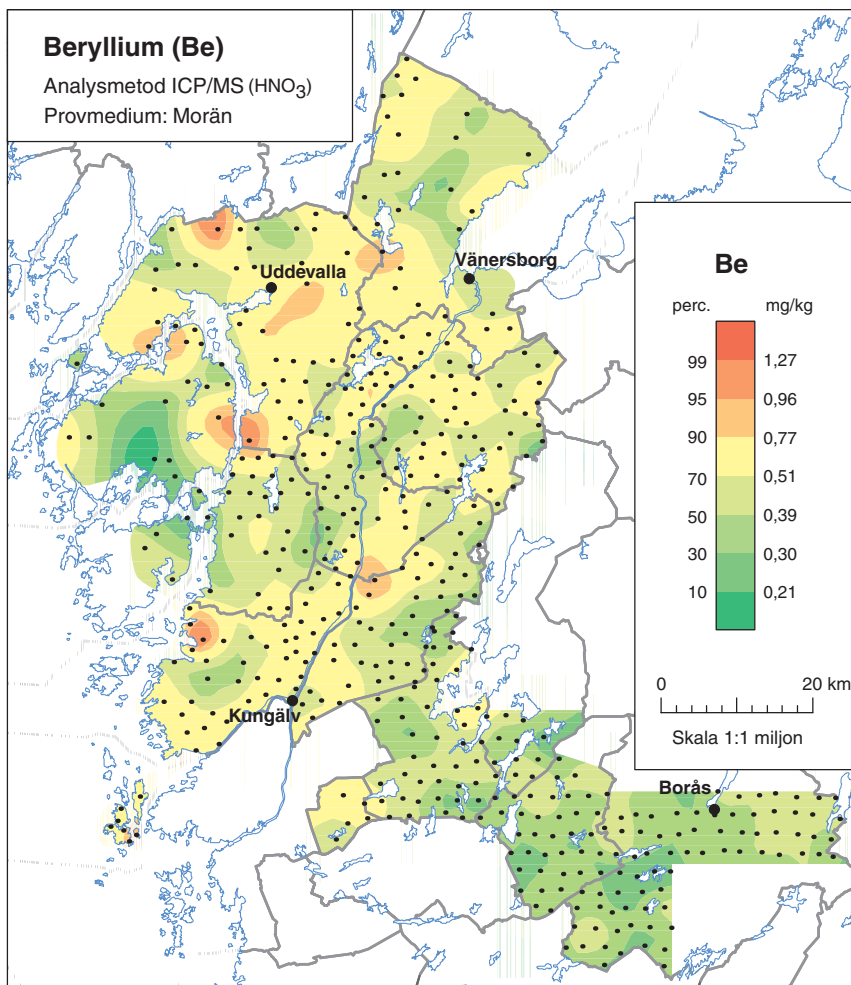 Beryllium (Be)
Analysmetod ICP/MS (HNO3)
Provmedium: Morän
Uddevalla
Vänersborg
Kungälv
Borås
Be
perc. mg/kg
99 1,27
95 0,96
90 0,77
70 0,51
50 0,39
30 0,30
10 0,21
0 20 km
Skala 1:1 miljon